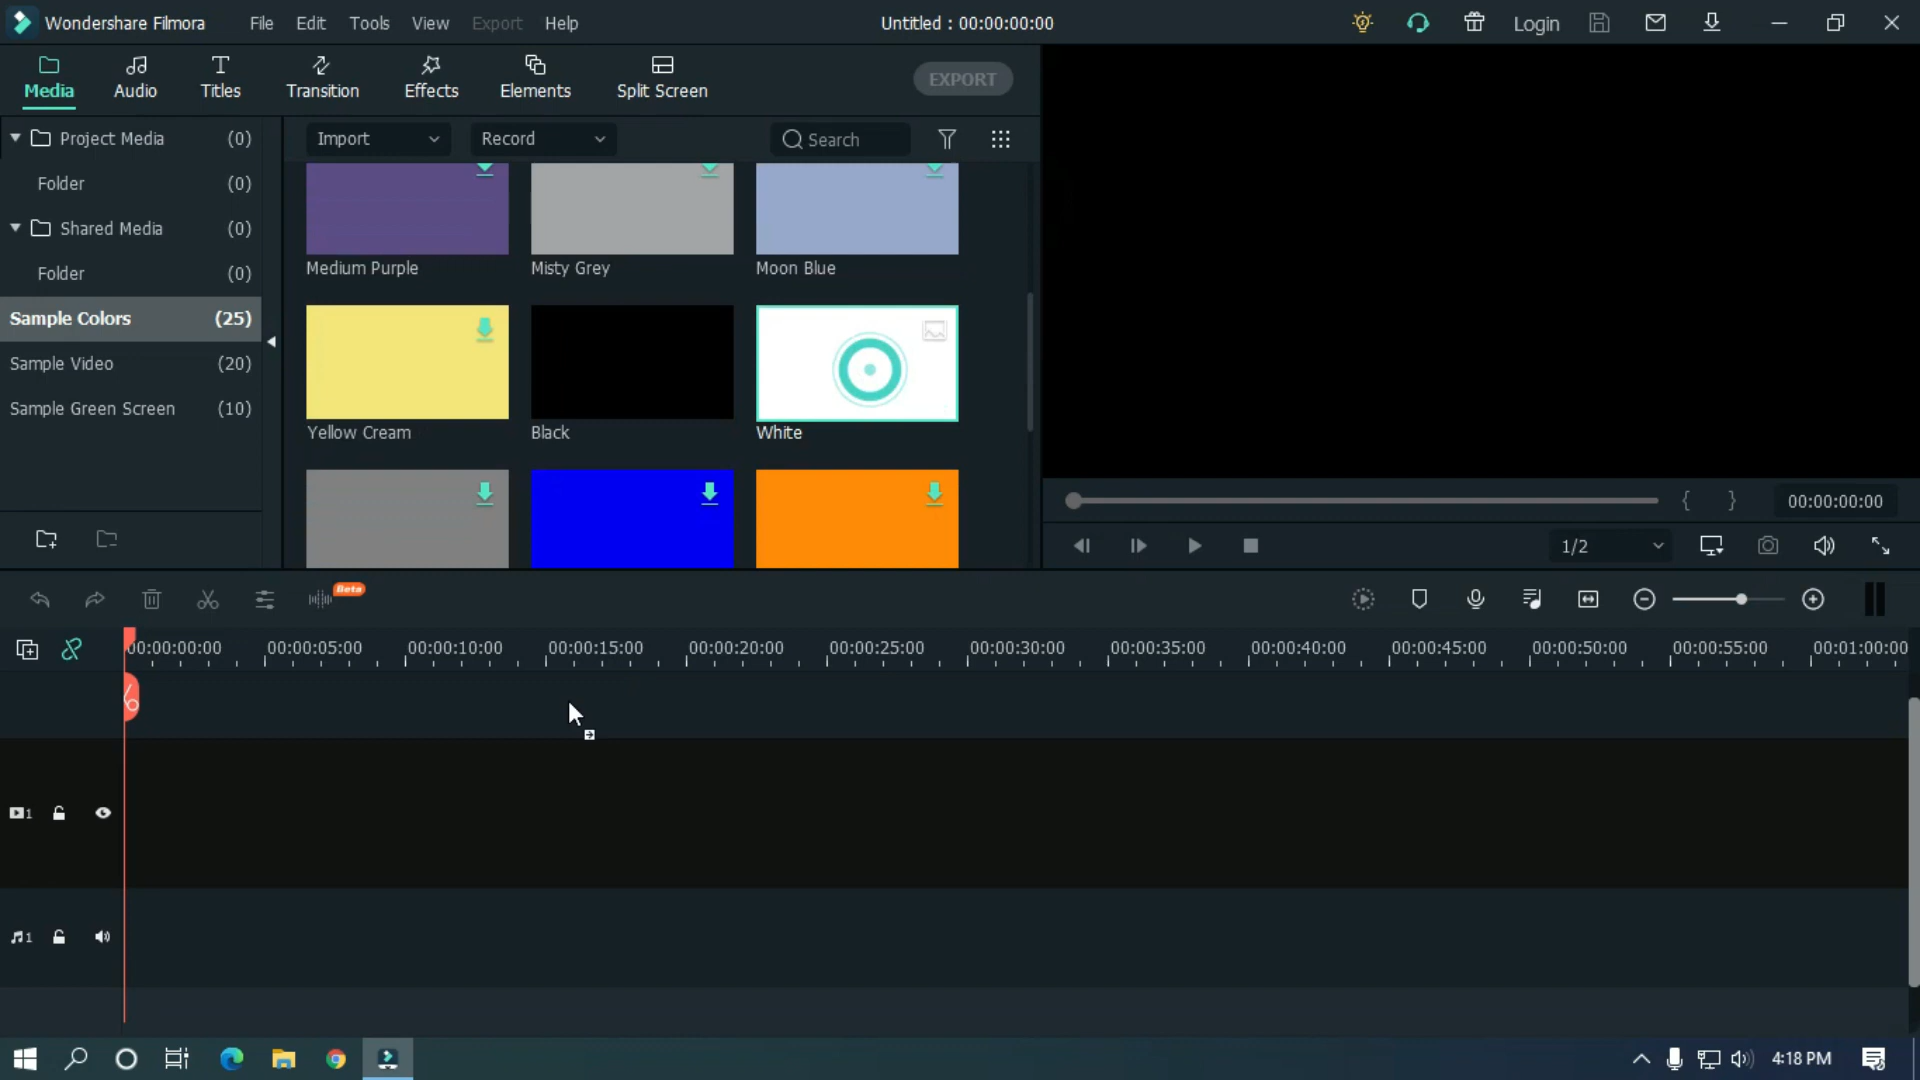 Wondershare Filmora File Edit Tools View Export Help Untitled : 00:00:00:00 Login
Media Audio Titles Transition Effects Elements Split Screen EXPORT
Project Media (0) Import Record Search
Folder (0)
Shared Media (0)
Folder (0)
Medium Purple Misty Grey Moon Blue
Sample Colors (25)
Sample Video (20)
Sample Green Screen (10)
Yellow Cream Black White
{ } 00:00:00:00
1/2
Beta
00:00:00:00 00:00:05:00 00:00:10:00 00:00:15:00 00:00:20:00 00:00:25:00 00:00:30:00 00:00:35:00 00:00:40:00 00:00:45:00 00:00:50:00 00:00:55:00 00:01:00:00
1
1
4:18 PM